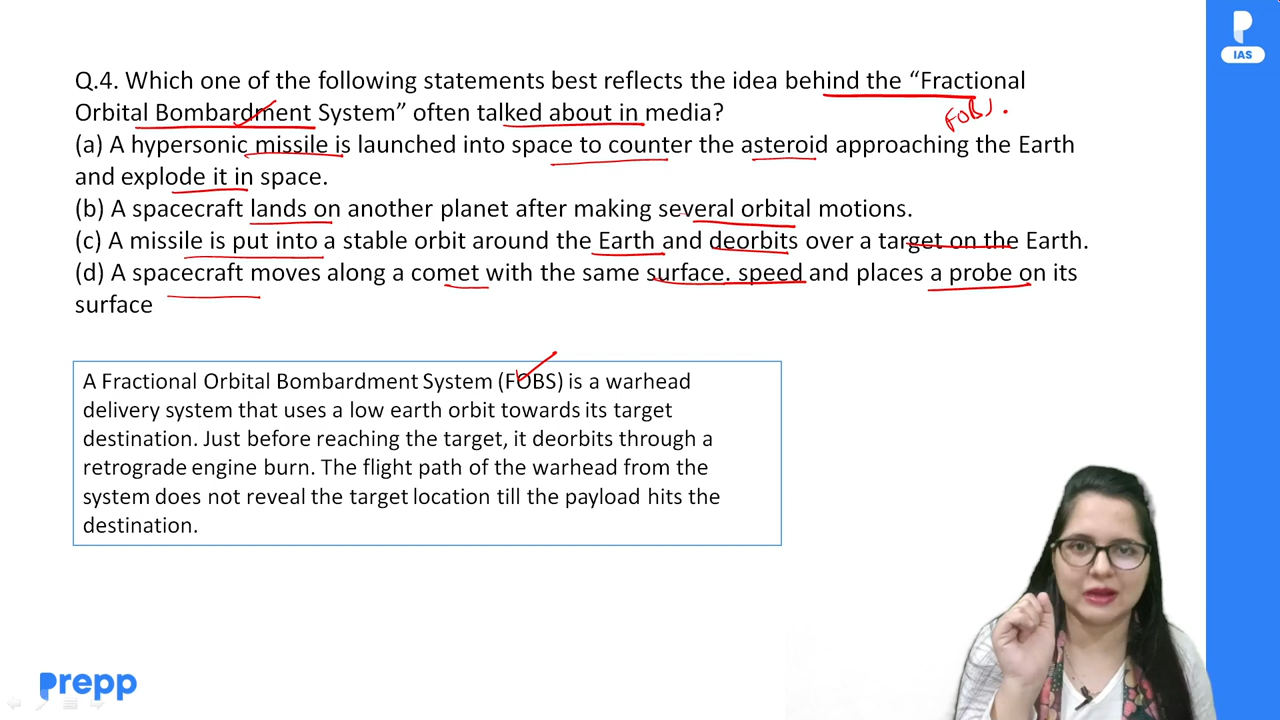 IAS
Q.4. Which one of the following statements best reflects the idea behind the “Fractional
Orbital Bombardment System” often talked about in media?
FOBS.
(a) A hypersonic missile is launched into space to counter the asteroid approaching the Earth
and explode it in space.
(b) A spacecraft lands on another planet after making several orbital motions.
(c) A missile is put into a stable orbit around the Earth and deorbits over a target on the Earth.
(d) A spacecraft moves along a comet with the same surface. speed and places a probe on its
surface
A Fractional Orbital Bombardment System (FOBS) is a warhead
delivery system that uses a low earth orbit towards its target
destination. Just before reaching the target, it deorbits through a
retrograde engine burn. The flight path of the warhead from the
system does not reveal the target location till the payload hits the
destination.
prepp